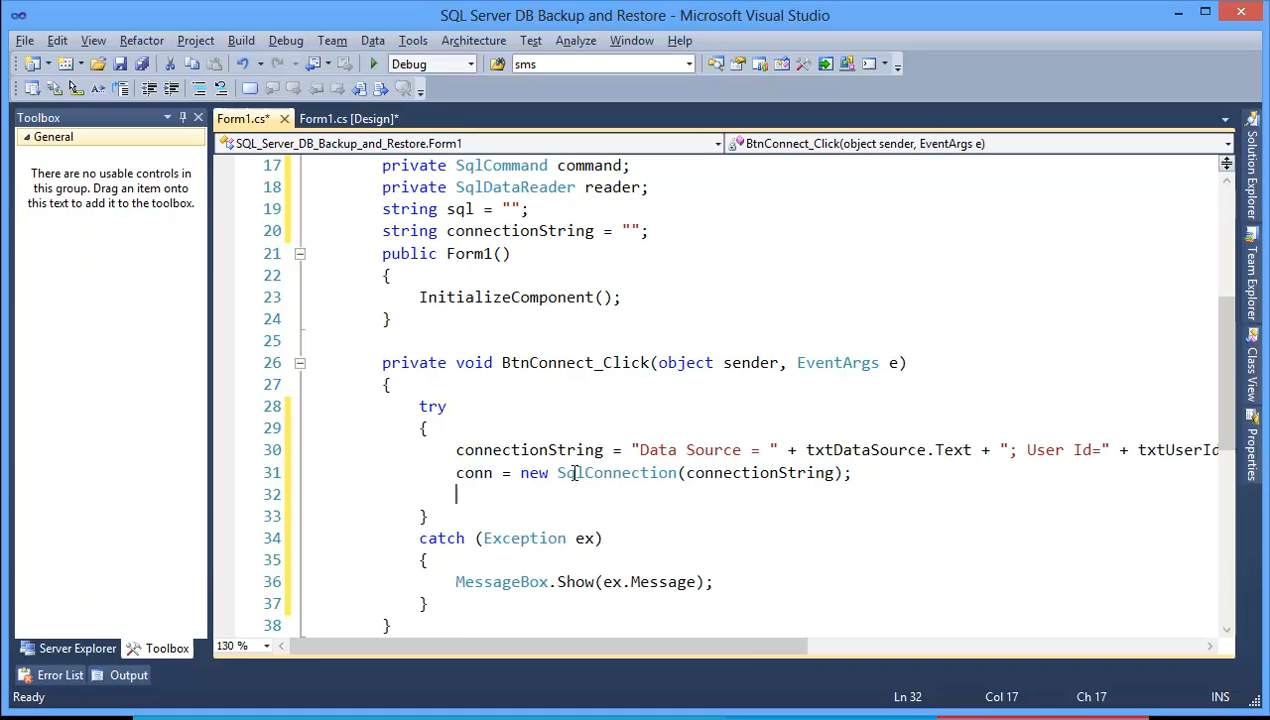 SQL Server DB Backup and Restore - Microsoft Visual Studio
File Edit View Refactor Project Build Debug Team Data Tools Architecture Test Analyze Window Help
Debug sms
Toolbox
Form1.cs* Form1.cs [Design]*
General
SQL_Server_DB_Backup_and_Restore.Form1 BtnConnect_Click(object sender, EventArgs e)
There are no usable controls in this group. Drag an item onto this text to add it to the toolbox.
17 private SqlCommand command;
18 private SqlDataReader reader;
19 string sql = "";
20 string connectionString = "";
21 public Form1()
22 {
23 InitializeComponent();
24 }
25
26 private void BtnConnect_Click(object sender, EventArgs e)
27 {
28 try
29 {
30 connectionString = "Data Source = " + txtDataSource.Text + "; User Id=" + txtUserId
31 conn = new SqlConnection(connectionString);
32
33 }
34 catch (Exception ex)
35 {
36 MessageBox.Show(ex.Message);
37 }
38 }
130 %
Server Explorer Toolbox
Error List Output
Ready Ln 32 Col 17 Ch 17 INS
Solution Explorer
Team Explorer
Class View
Properties